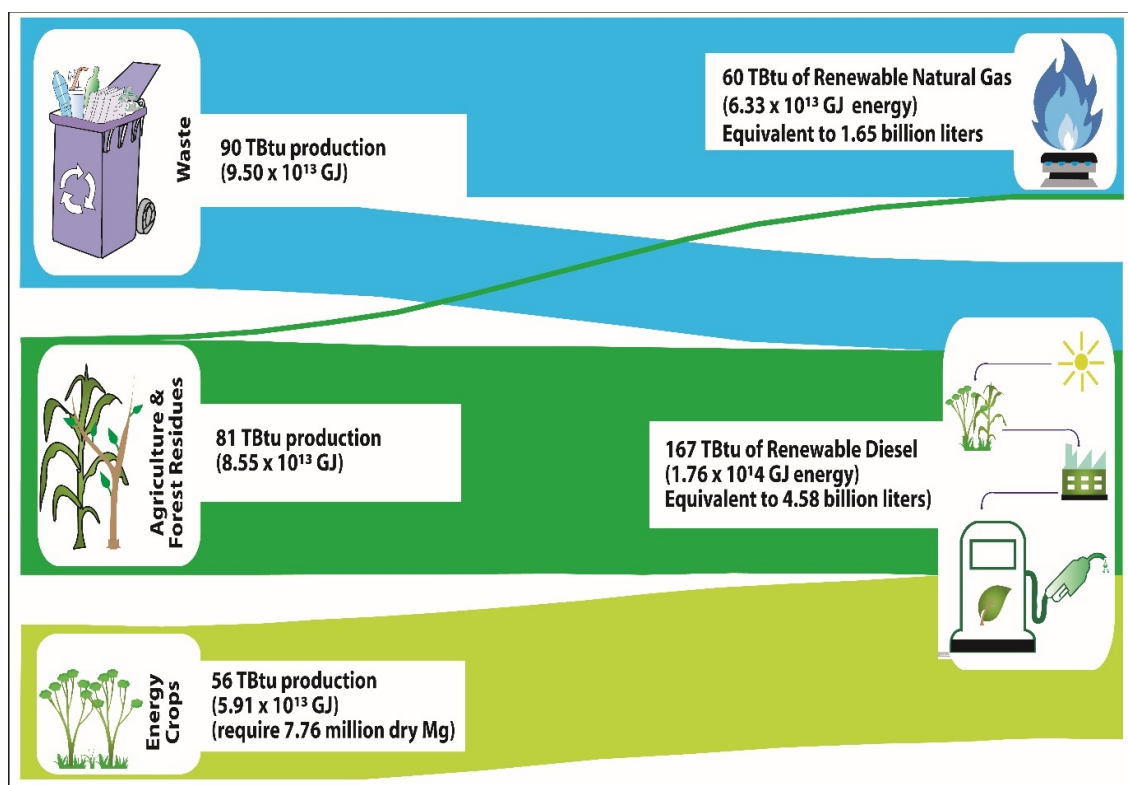 Waste
90 TBtu production
(9.50 x 10¹³ GJ)
60 TBtu of Renewable Natural Gas
(6.33 x 10¹³ GJ energy)
Equivalent to 1.65 billion liters
Agriculture &
Forest Residues
81 TBtu production
(8.55 x 10¹³ GJ)
167 TBtu of Renewable Diesel
(1.76 x 10¹4 GJ energy)
Equivalent to 4.58 billion liters)
Energy
Crops
56 TBtu production
(5.91 x 10¹³ GJ)
(require 7.76 million dry Mg)